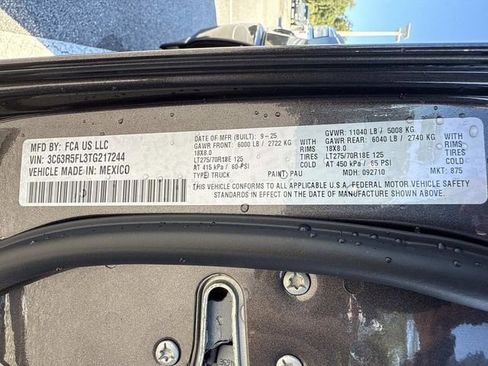 MFD BY: FCA US LLC
VIN: 3C63R5FL3TG217244
VEHICLE MADE IN: MEXICO
DATE OF MFR (BUILT): 9-25
GAWR FRONT: 6000 LB / 2722 KG
18X8.0
LT275/70R18E 125
AT 415 kPa / 60 PSI
COLD
TYPE: TRUCK
PAINT: PAU
GVWR: 11040 LB / 5008 KG
GAWR REAR: 6040 LB / 2740 KG
18X8.0
LT275/70R18E 125
AT 450 kPa / 65 PSI
COLD
MDH: 092710
MKT: 875
THIS VEHICLE CONFORMS TO ALL APPLICABLE U.S.A. FEDERAL MOTOR VEHICLE SAFETY
STANDARDS IN EFFECT ON THE DATE OF MANUFACTURE SHOWN ABOVE.